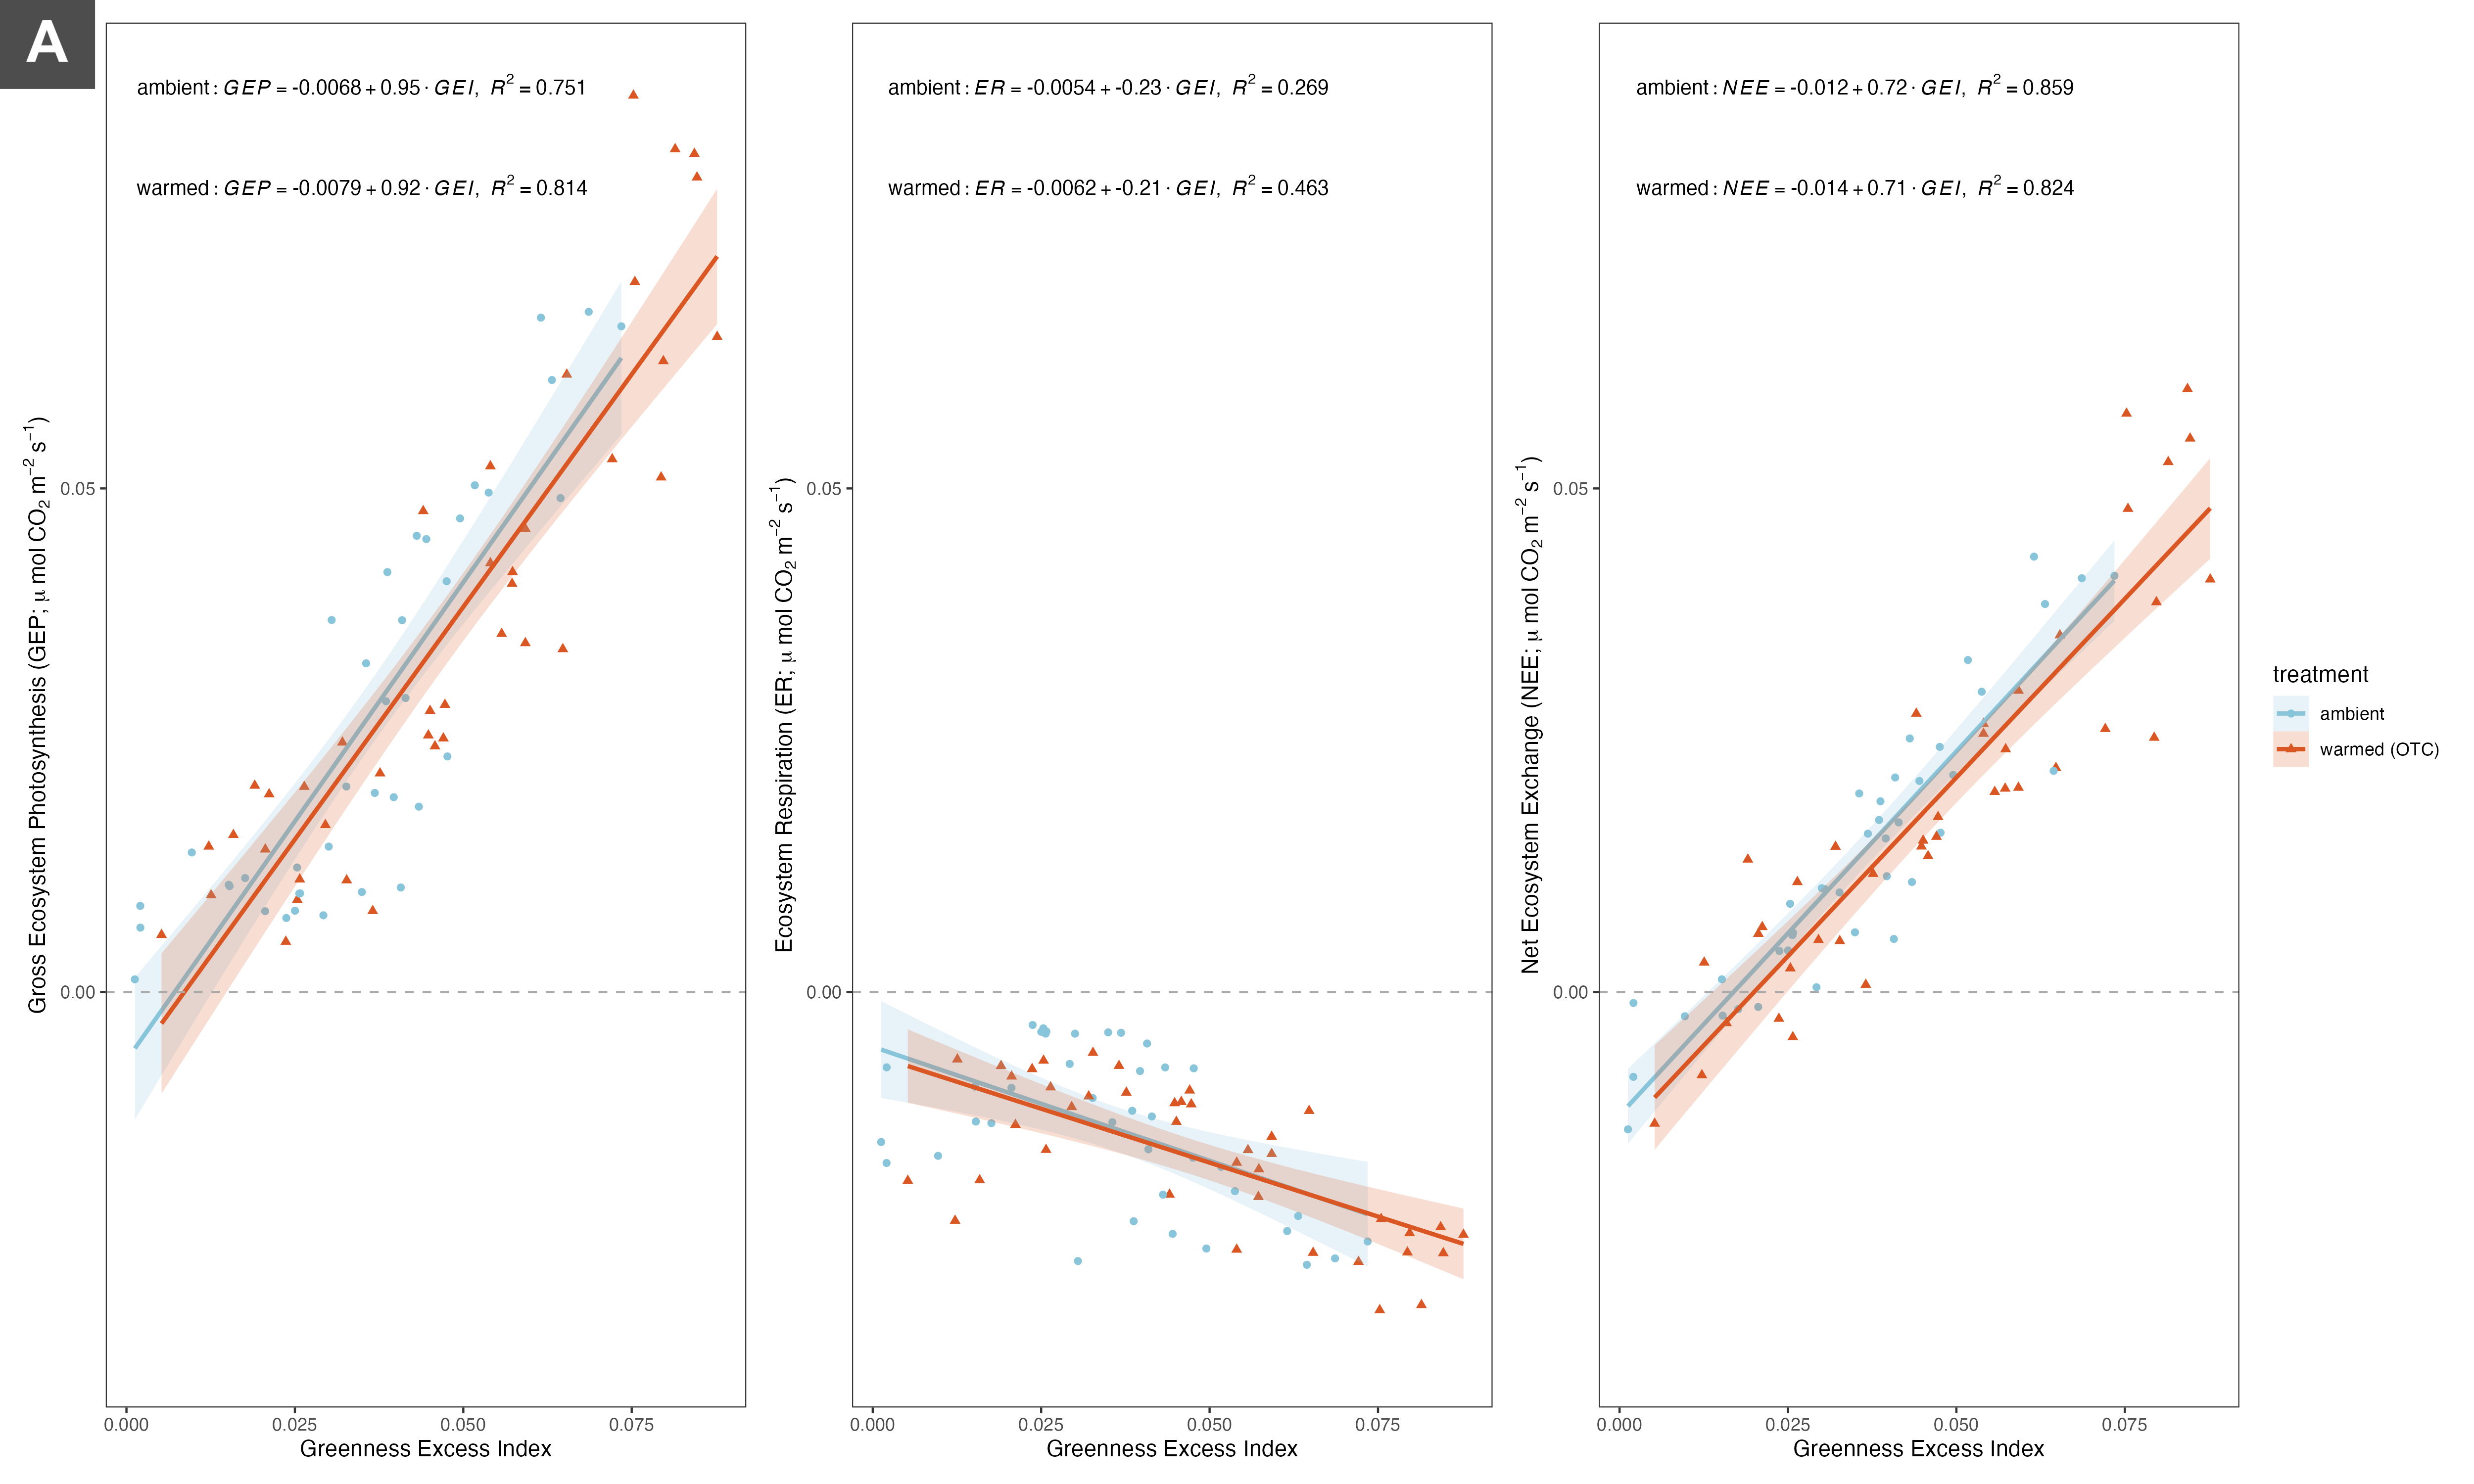 A
ambient: GEP = -0.0068 + 0.95 · GEI, R² = 0.751
warmed: GEP = -0.0079 + 0.92 · GEI, R² = 0.814
Gross Ecosystem Photosynthesis (GEP; μ mol CO₂ m⁻² s⁻¹)
0.05
0.00
0.000 0.025 0.050 0.075
Greenness Excess Index
ambient: ER = -0.0054 + -0.23 · GEI, R² = 0.269
warmed: ER = -0.0062 + -0.21 · GEI, R² = 0.463
Ecosystem Respiration (ER; μ mol CO₂ m⁻² s⁻¹)
0.05
0.00
0.000 0.025 0.050 0.075
Greenness Excess Index
ambient: NEE = -0.012 + 0.72 · GEI, R² = 0.859
warmed: NEE = -0.014 + 0.71 · GEI, R² = 0.824
Net Ecosystem Exchange (NEE; μ mol CO₂ m⁻² s⁻¹)
0.05
0.00
0.000 0.025 0.050 0.075
Greenness Excess Index
treatment
ambient
warmed (OTC)